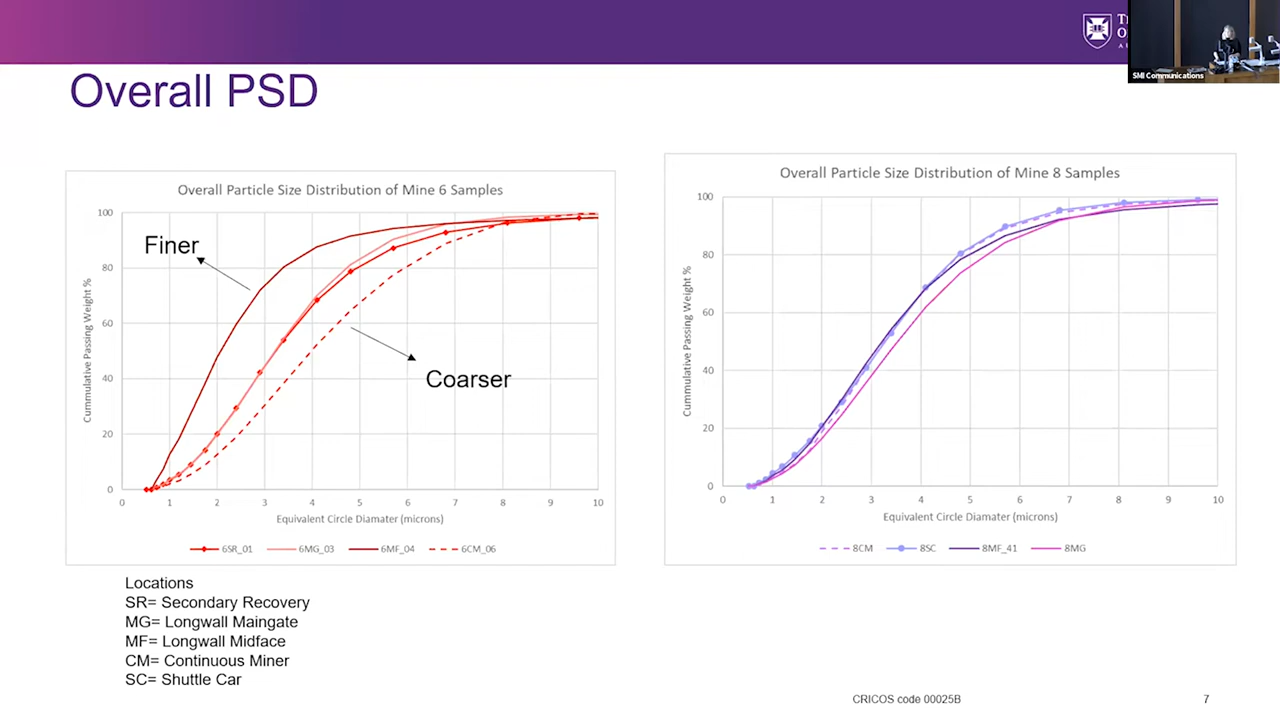 Overall PSD
SMI Communications
Overall Particle Size Distribution of Mine 6 Samples
Cummulative Passing Weight %
100
80
60
40
20
0
Finer
Coarser
0 1 2 3 4 5 6 7 8 9 10
Equivalent Circle Diamater (microns)
6SR_01 6MG_03 6MF_04 6CM_06
Overall Particle Size Distribution of Mine 8 Samples
Cummulative Passing Weight %
100
80
60
40
20
0
0 1 2 3 4 5 6 7 8 9 10
Equivalent Circle Diamater (microns)
8CM 8SC 8MF_41 8MG
Locations
SR= Secondary Recovery
MG= Longwall Maingate
MF= Longwall Midface
CM= Continuous Miner
SC= Shuttle Car
CRICOS code 00025B
7